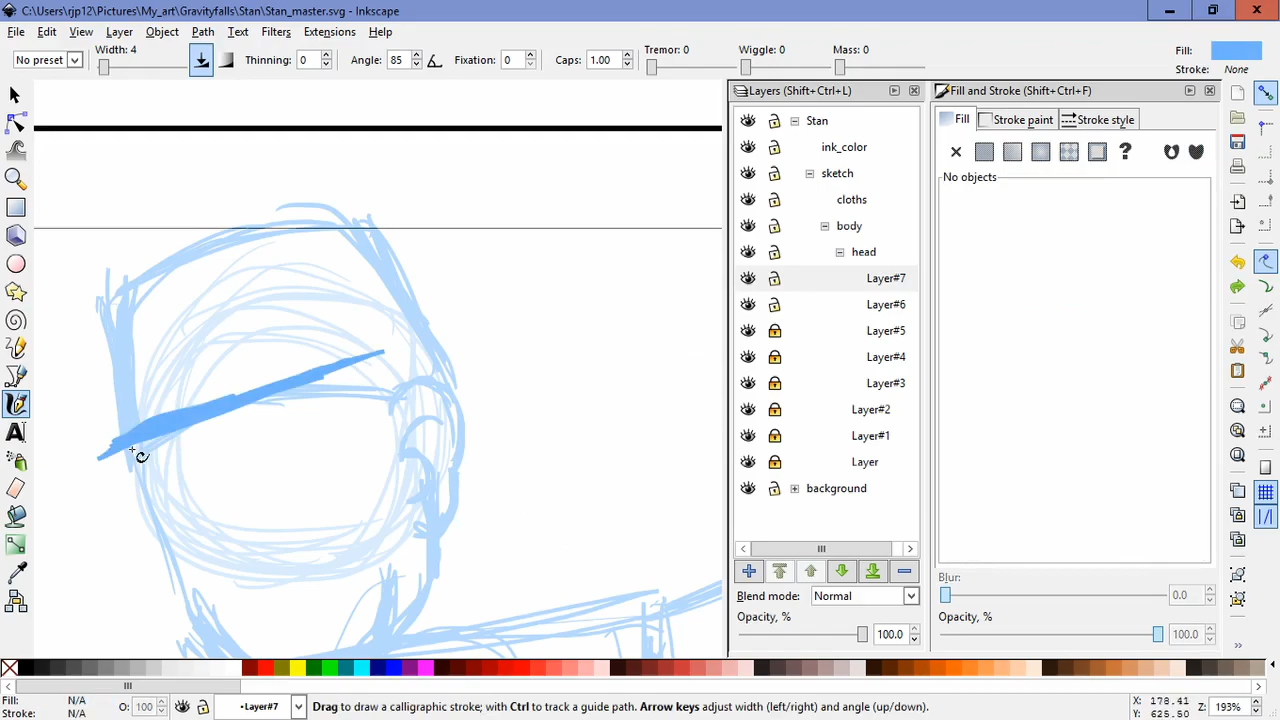 C:\Users\rjp12\Pictures\My_art\Gravityfalls\Stan\Stan_master.svg - Inkscape
File Edit View Layer Object Path Filters Text Extensions Help
No preset Width: 4 Thinning: 0 Angle: 85 Fixation: 0 Caps: 1.00 Tremor: 0 Wiggle: 0 Mass: 0 Fill:
Stroke: None
Layers (Shift+Ctrl+L)
Stan
ink_color
sketch
cloths
body
head
Layer#7
Layer#6
Layer#5
Layer#4
Layer#3
Layer#2
Layer#1
Layer
background
Blend mode: Normal
Opacity, % 100.0
Fill and Stroke (Shift+Ctrl+F)
Fill Stroke paint Stroke style
?
No objects
Blur:
0.0
Opacity, %
100.0
A
Fill: N/A
Stroke: N/A
O: 100
•Layer#7
Drag to draw a calligraphic stroke; with Ctrl to track a guide path. Arrow keys adjust width (left/right) and angle (up/down).
X: 178.41
Y: 625.50
Z: 193%